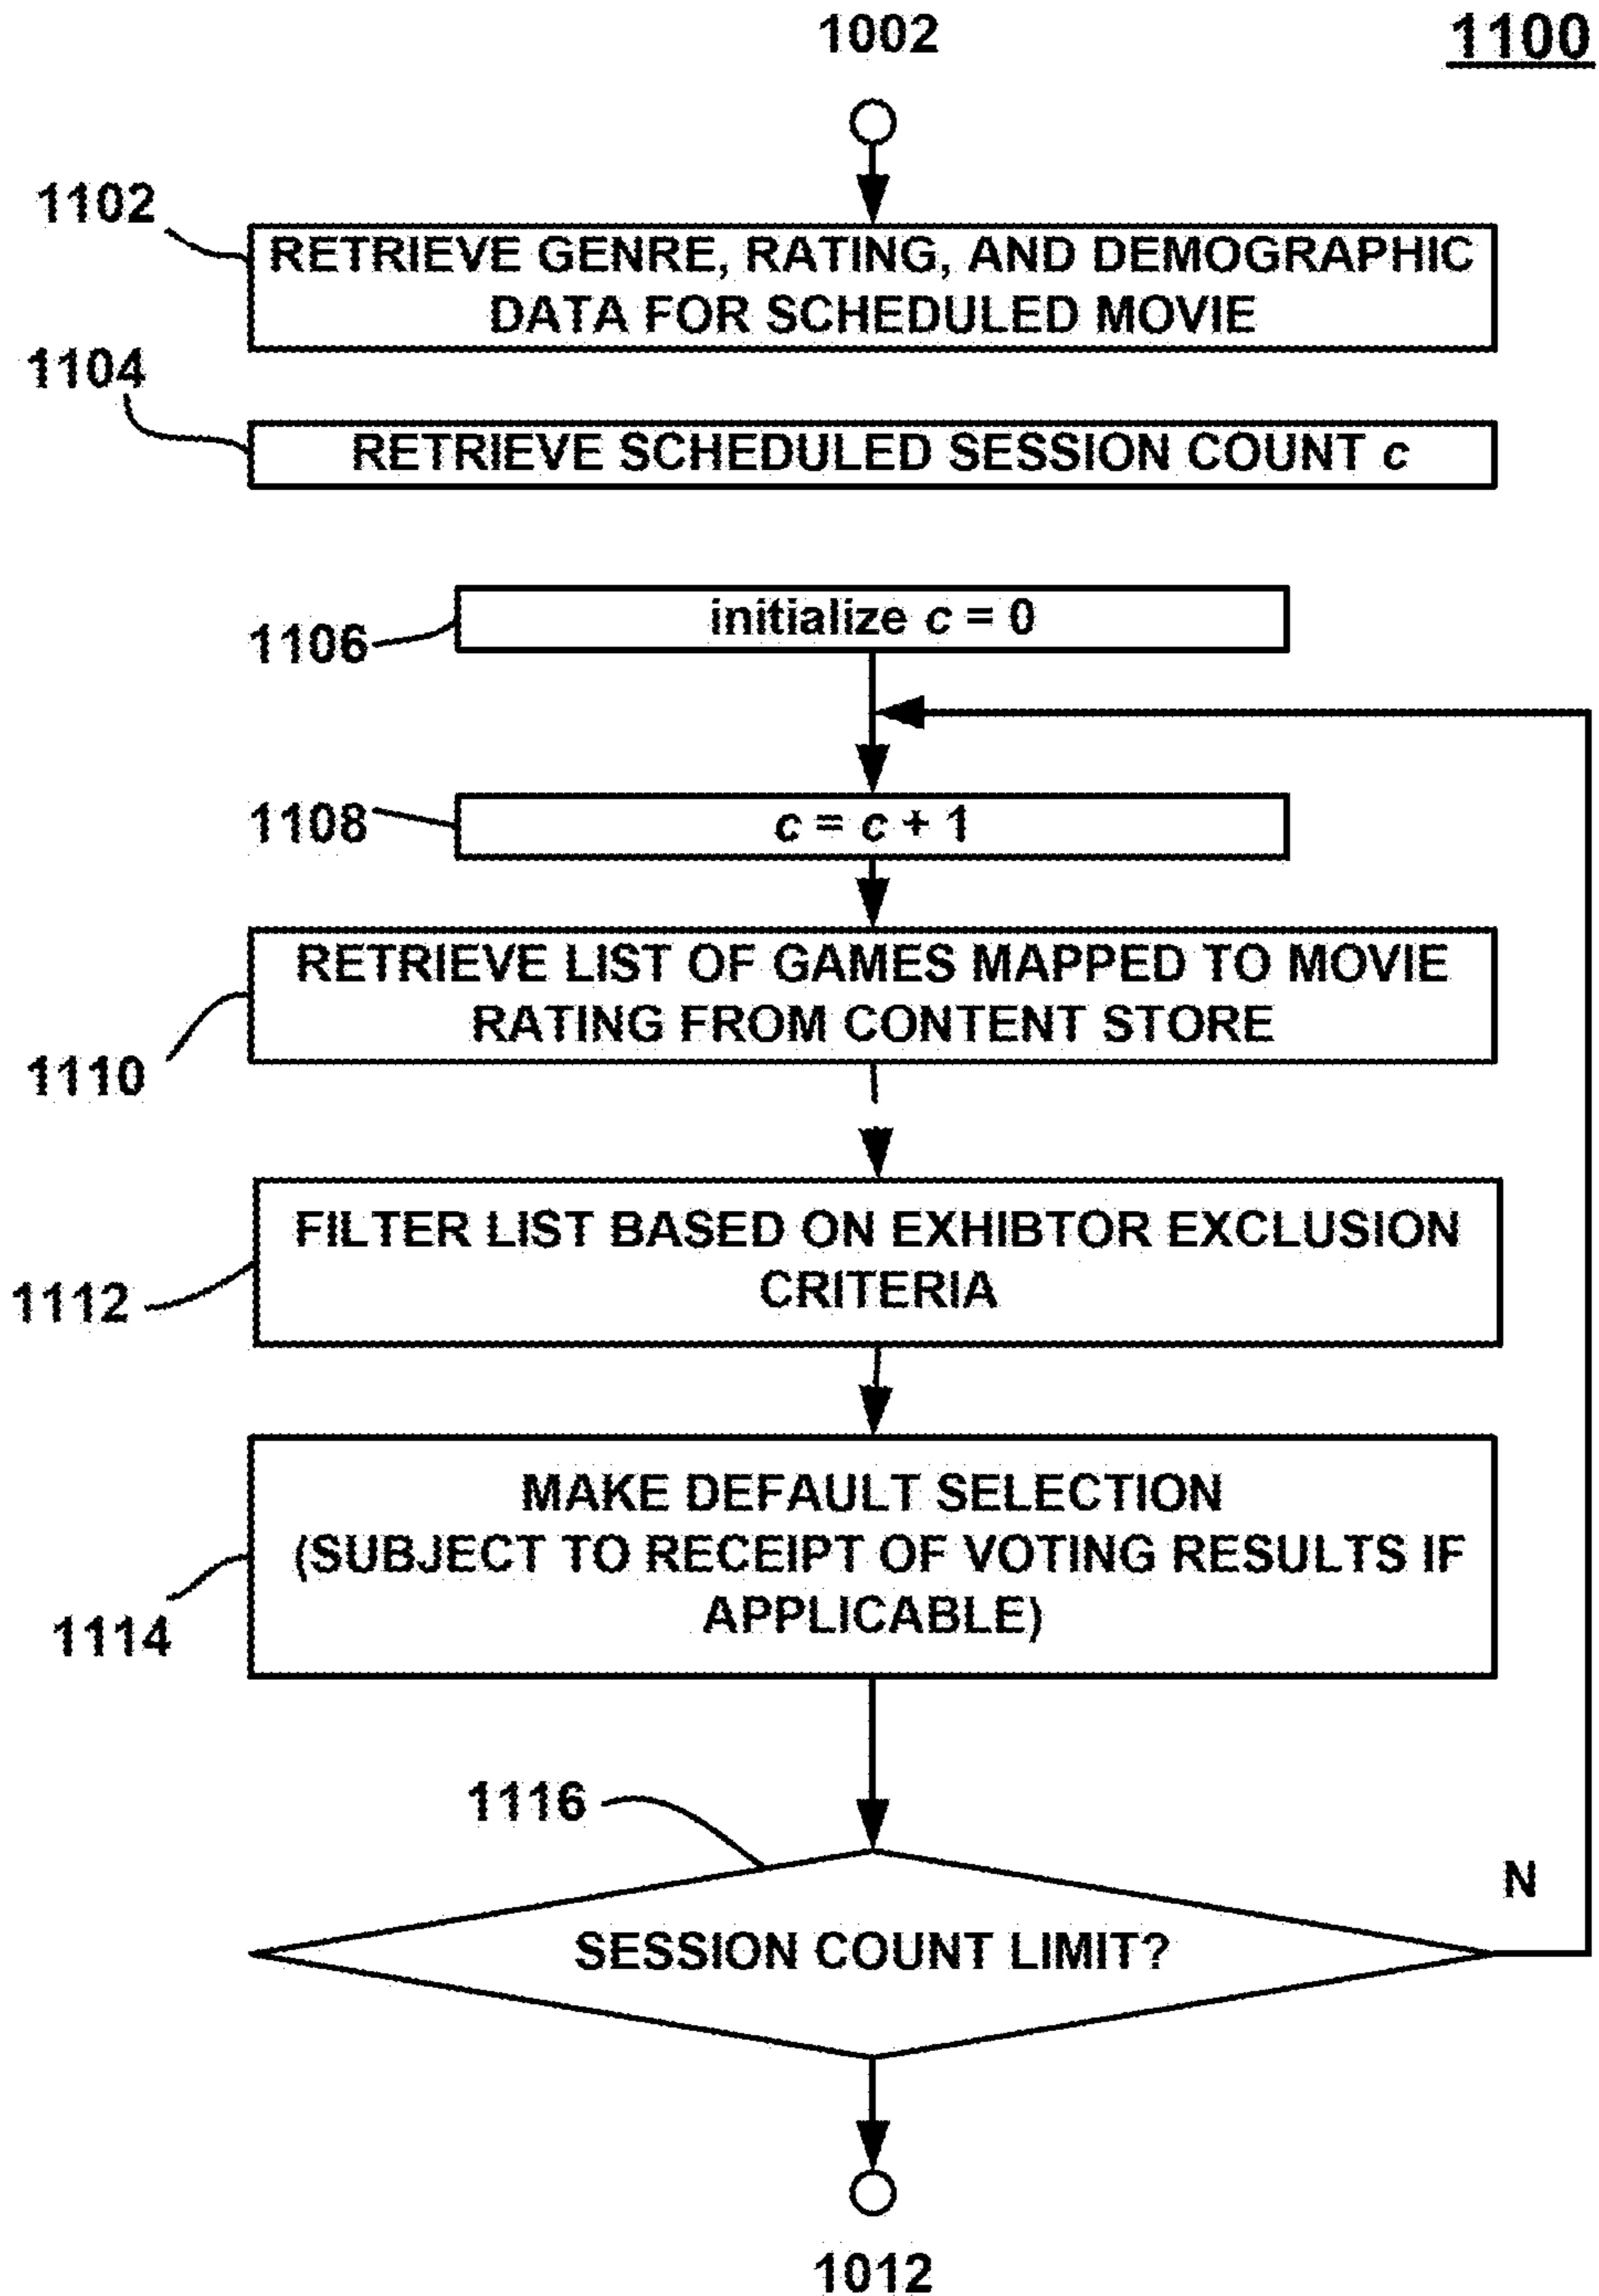 1002
1100
1102
RETRIEVE GENRE, RATING, AND DEMOGRAPHIC
DATA FOR SCHEDULED MOVIE
1104
RETRIEVE SCHEDULED SESSION COUNT c
initialize c = 0
1106
1108
c = c + 1
RETRIEVE LIST OF GAMES MAPPED TO MOVIE
RATING FROM CONTENT STORE
1110
FILTER LIST BASED ON EXHIBTOR EXCLUSION
CRITERIA
1112
MAKE DEFAULT SELECTION
(SUBJECT TO RECEIPT OF VOTING RESULTS IF
APPLICABLE)
1114
1116
N
SESSION COUNT LIMIT?
1012